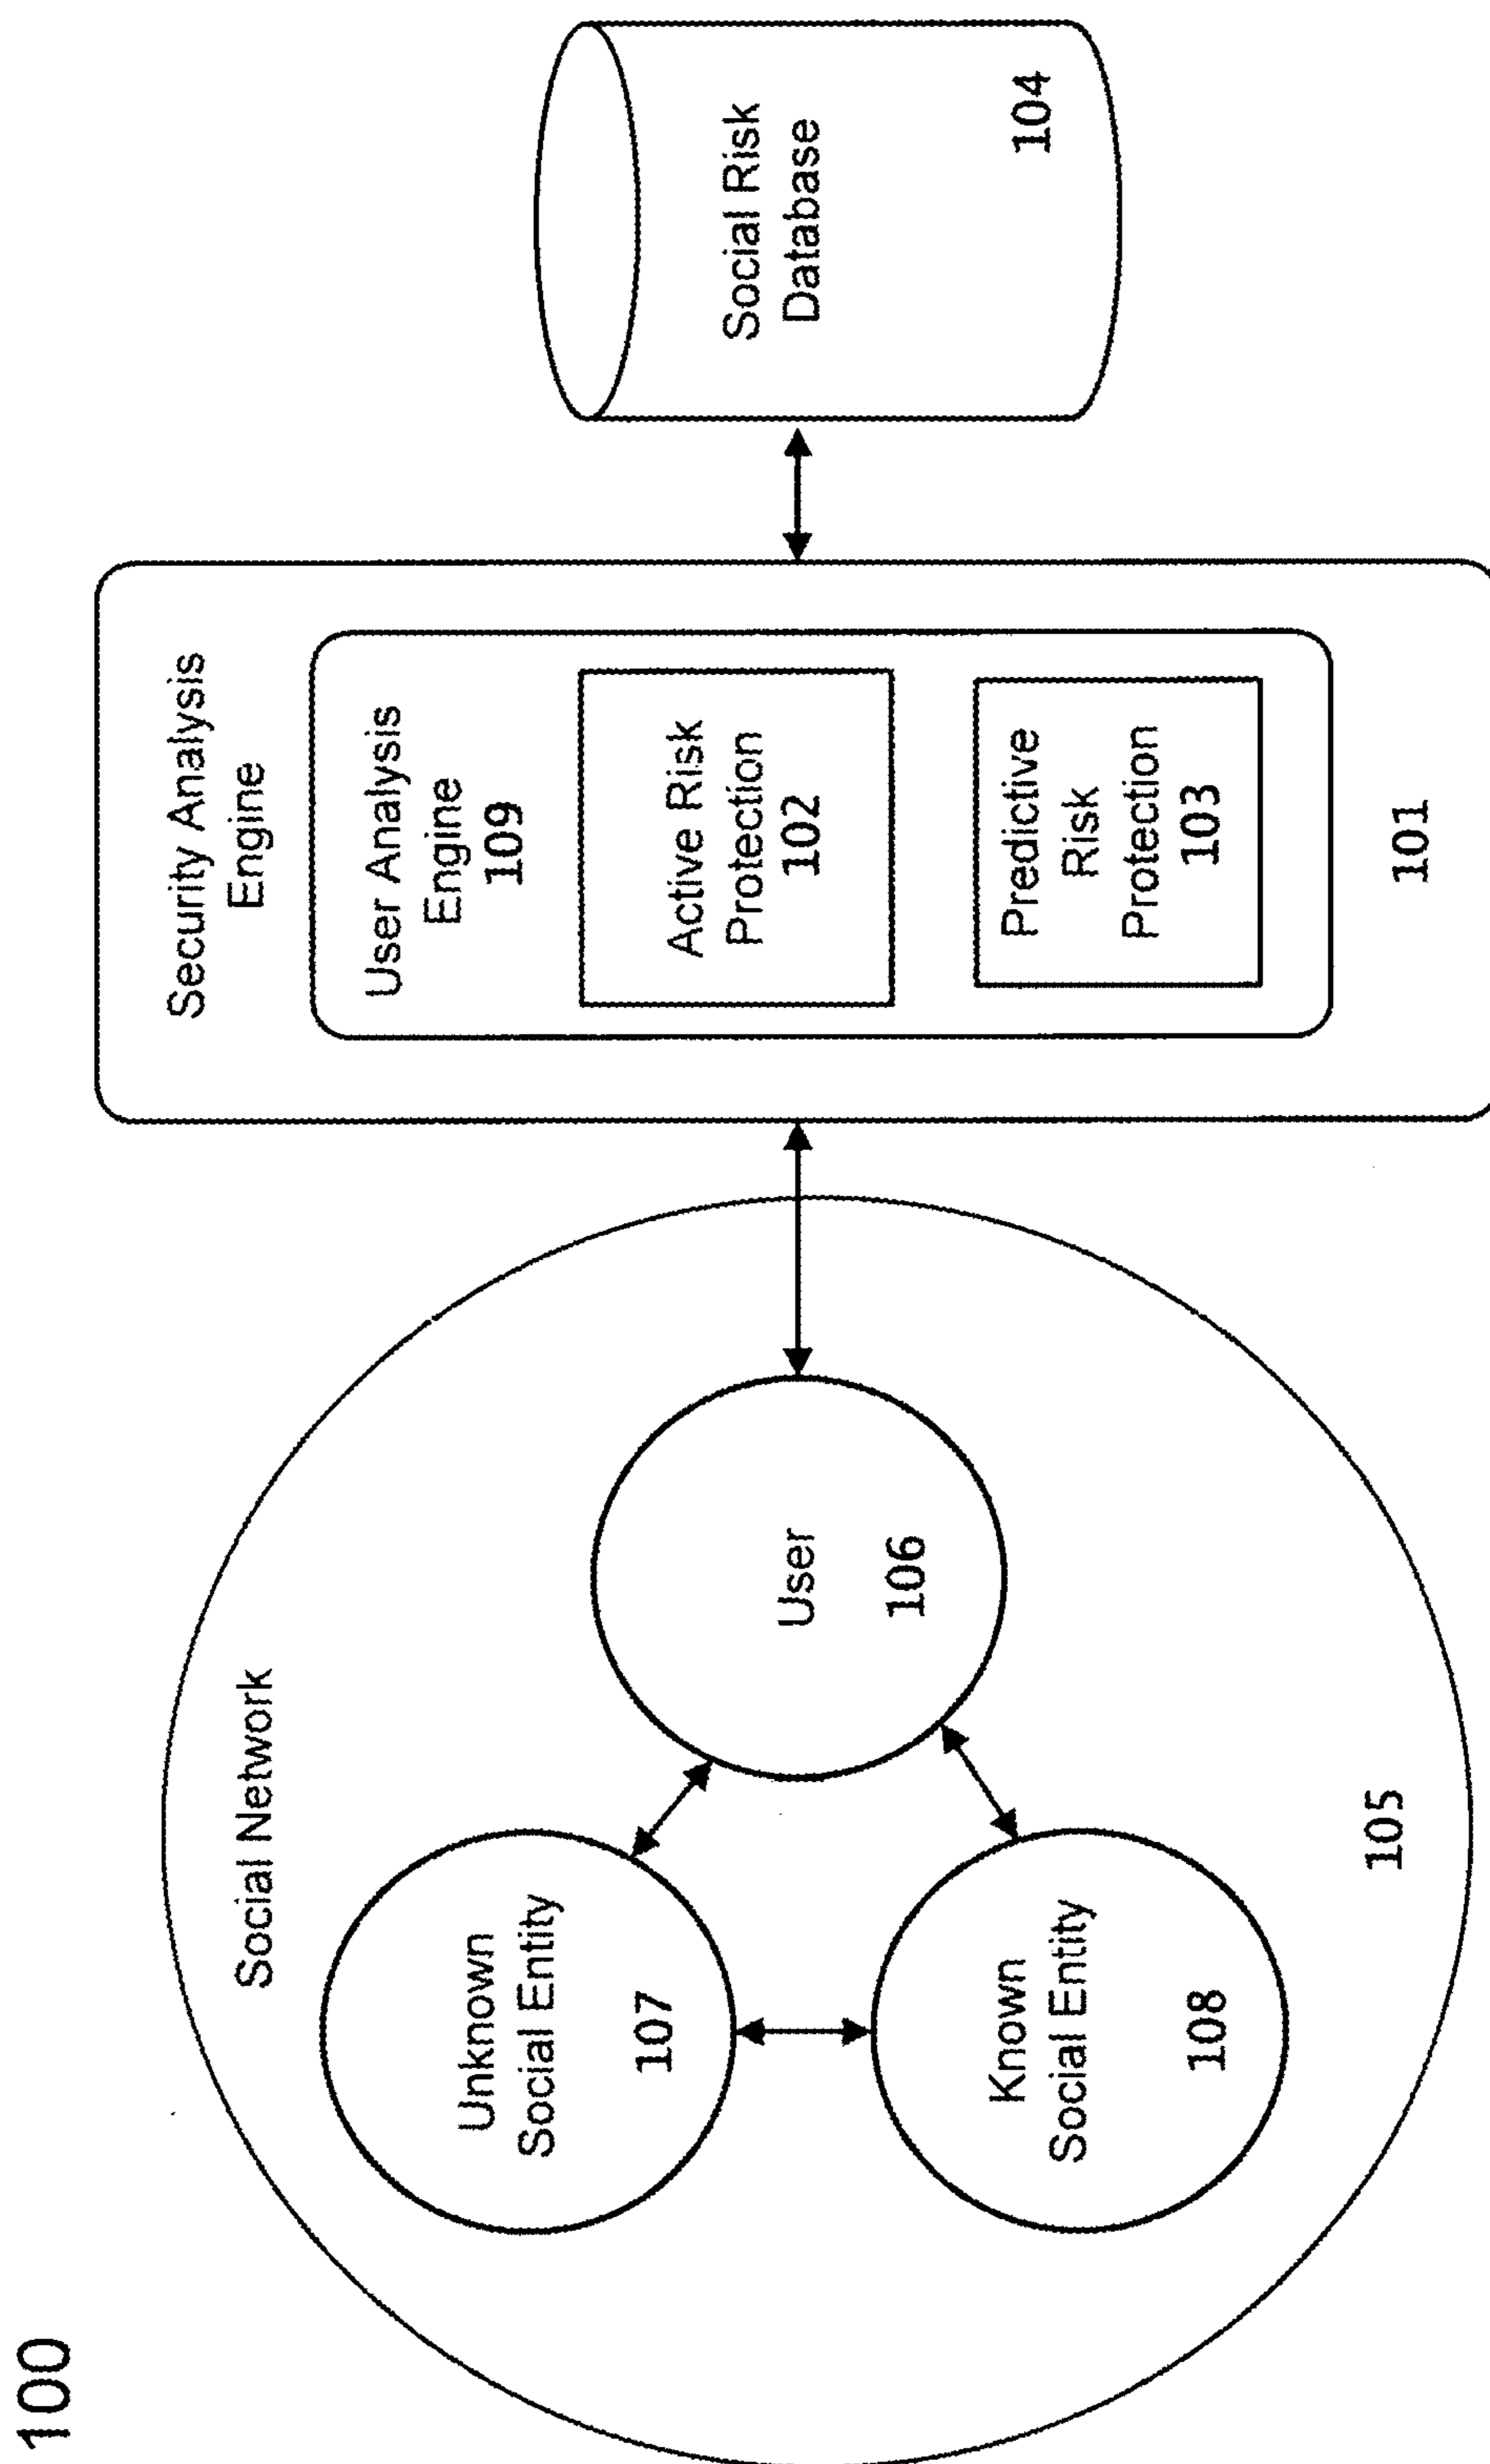 100
Social Network
Unknown
Social Entity
107
Known
Social Entity
108
User
106
105
Security Analysis
Engine
User Analysis
Engine
109
Active Risk
Protection
102
Predictive
Risk
Protection
103
101
Social Risk
Database
104